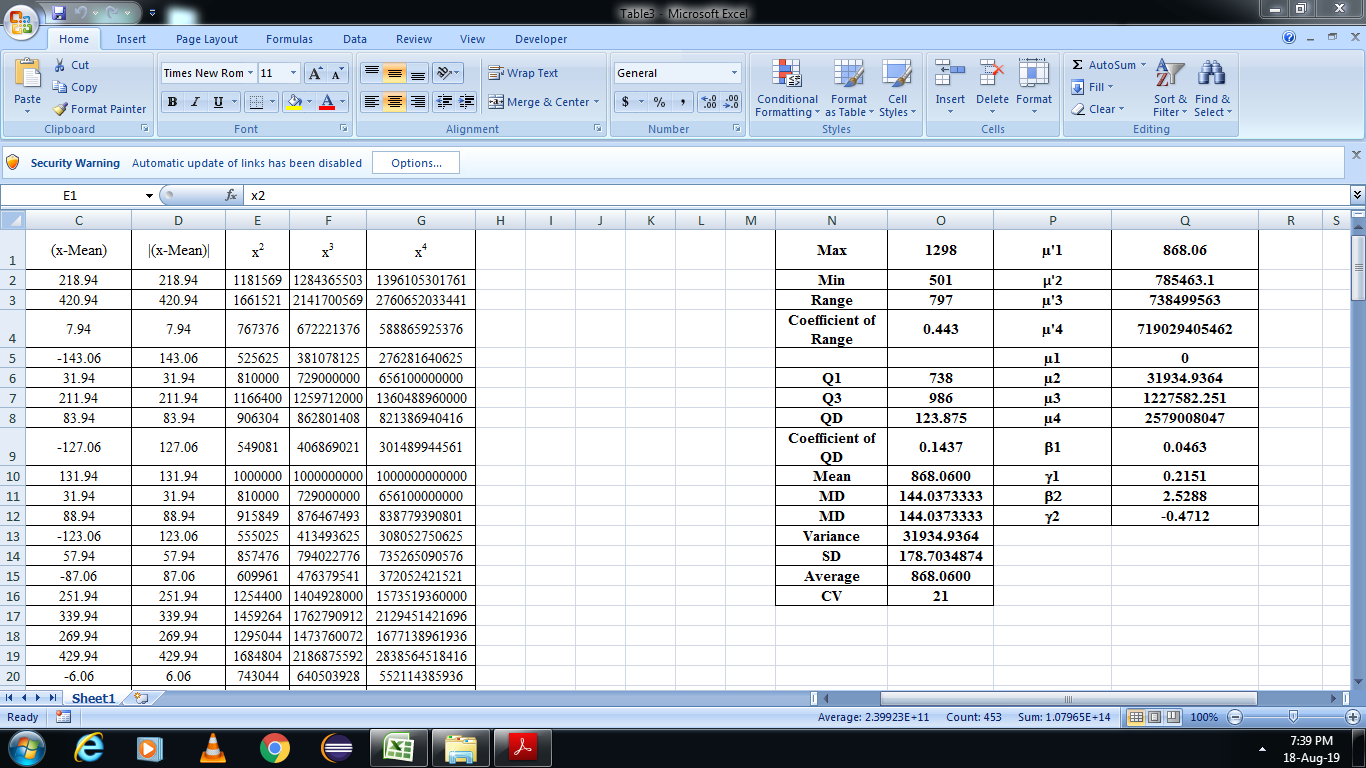 Table3 - Microsoft Excel
Home Insert Page Layout Formulas Data Review View Developer
Cut
Copy
Format Painter
Paste
Clipboard
Times New Rom 11
B I U
Font
Wrap Text
Merge & Center
Alignment
General
$ % ,
Number
Conditional Formatting
Format as Table
Cell Styles
Styles
Insert Delete Format
Cells
Σ AutoSum
Fill
Clear
Sort & Filter
Find & Select
Editing
Security Warning Automatic update of links has been disabled Options...
E1 fx x2
C D E F G H I J K L M N O P Q R S
1 (x-Mean) |(x-Mean)| x² x³ x⁴ Max 1298 μ'1 868.06
2 218.94 218.94 1181569 1284365503 1396105301761 Min 501 μ'2 785463.1
3 420.94 420.94 1661521 2141700569 2760652033441 Range 797 μ'3 738499563
4 7.94 7.94 767376 672221376 588865925376 Coefficient of Range 0.443 μ'4 719029405462
5 -143.06 143.06 525625 381078125 276281640625 μ1 0
6 31.94 31.94 810000 729000000 656100000000 Q1 738 μ2 31934.9364
7 211.94 211.94 1166400 1259712000 1360488960000 Q3 986 μ3 1227582.251
8 83.94 83.94 906304 862801408 821386940416 QD 123.875 μ4 2579008047
9 -127.06 127.06 549081 406869021 301489944561 Coefficient of QD 0.1437 β1 0.0463
10 131.94 131.94 1000000 1000000000 1000000000000 Mean 868.0600 γ1 0.2151
11 31.94 31.94 810000 729000000 656100000000 MD 144.0373333 β2 2.5288
12 88.94 88.94 915849 876467493 838779390801 MD 144.0373333 γ2 -0.4712
13 -123.06 123.06 555025 413493625 308052750625 Variance 31934.9364
14 57.94 57.94 857476 794022776 735265090576 SD 178.7034874
15 -87.06 87.06 609961 476379541 372052421521 Average 868.0600
16 251.94 251.94 1254400 1404928000 1573519360000 CV 21
17 339.94 339.94 1459264 1762790912 2129451421696
18 269.94 269.94 1295044 1473760072 1677138961936
19 429.94 429.94 1684804 2186875592 2838564518416
20 -6.06 6.06 743044 640503928 552114385936
Sheet1
Ready Average: 2.39923E+11 Count: 453 Sum: 1.07965E+14 100%
7:39 PM
18-Aug-19